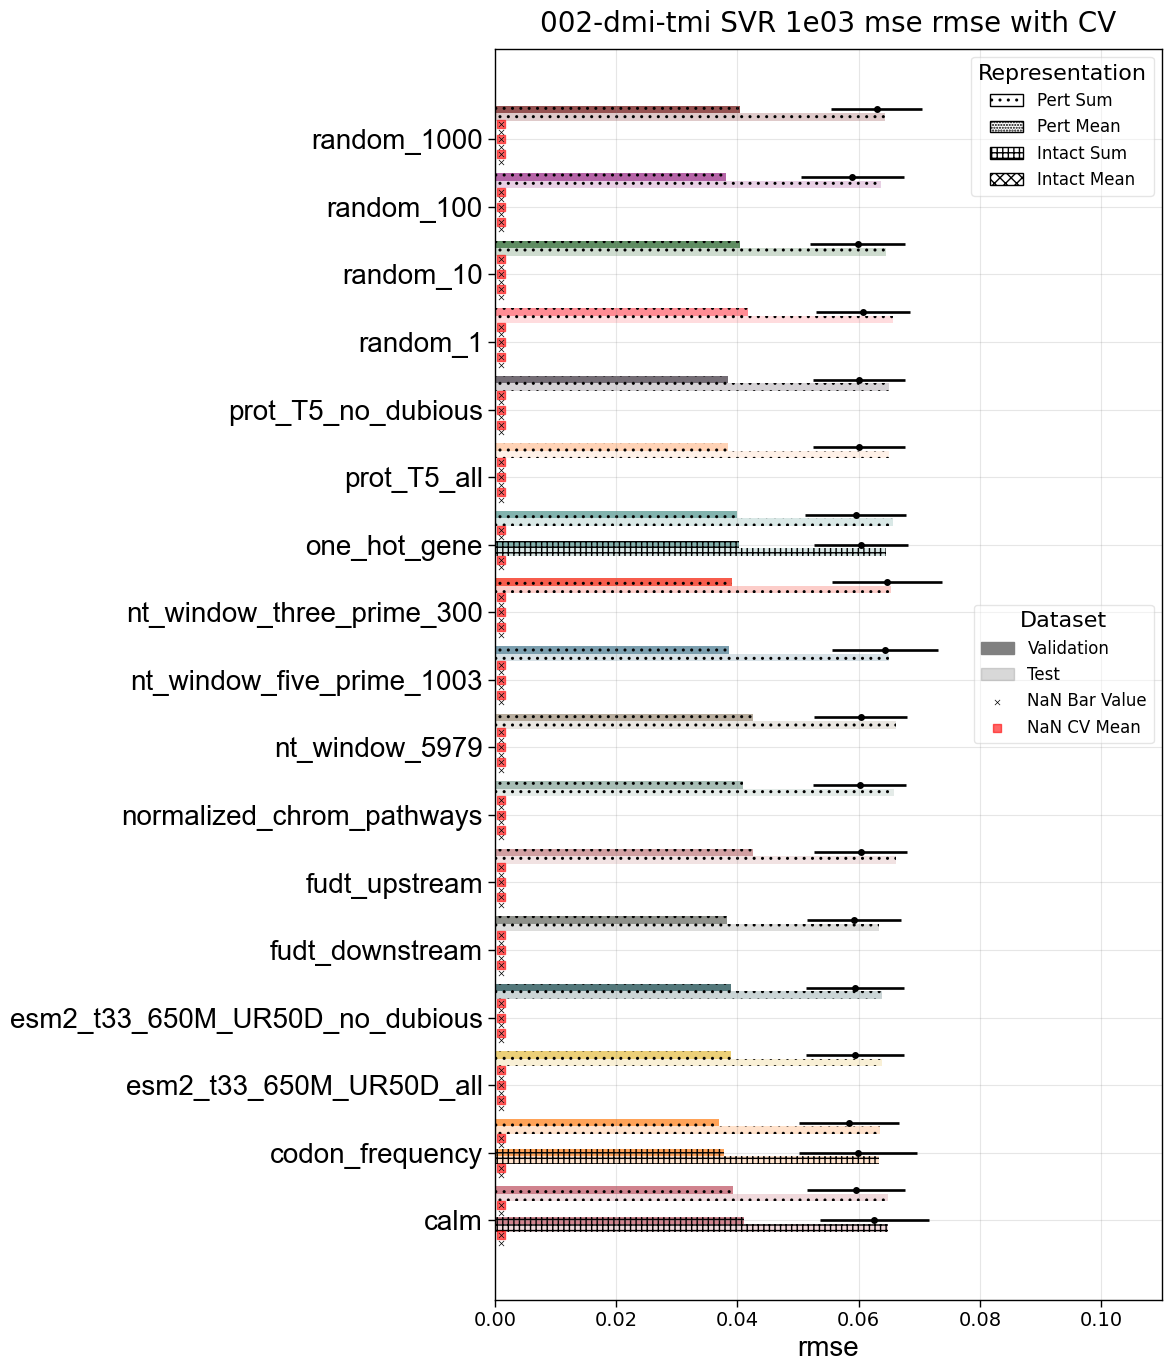 002-dmi-tmi SVR 1e03 mse rmse with CV
Representation
Pert Sum
Pert Mean
Intact Sum
Intact Mean
random_1000
random_100
random_10
random_1
prot_T5_no_dubious
prot_T5_all
one_hot_gene
nt_window_three_prime_300
nt_window_five_prime_1003
nt_window_5979
normalized_chrom_pathways
fudt_upstream
fudt_downstream
esm2_t33_650M_UR50D_no_dubious
esm2_t33_650M_UR50D_all
codon_frequency
calm
Dataset
Validation
Test
NaN Bar Value
NaN CV Mean
0.00 0.02 0.04 0.06 0.08 0.10
rmse